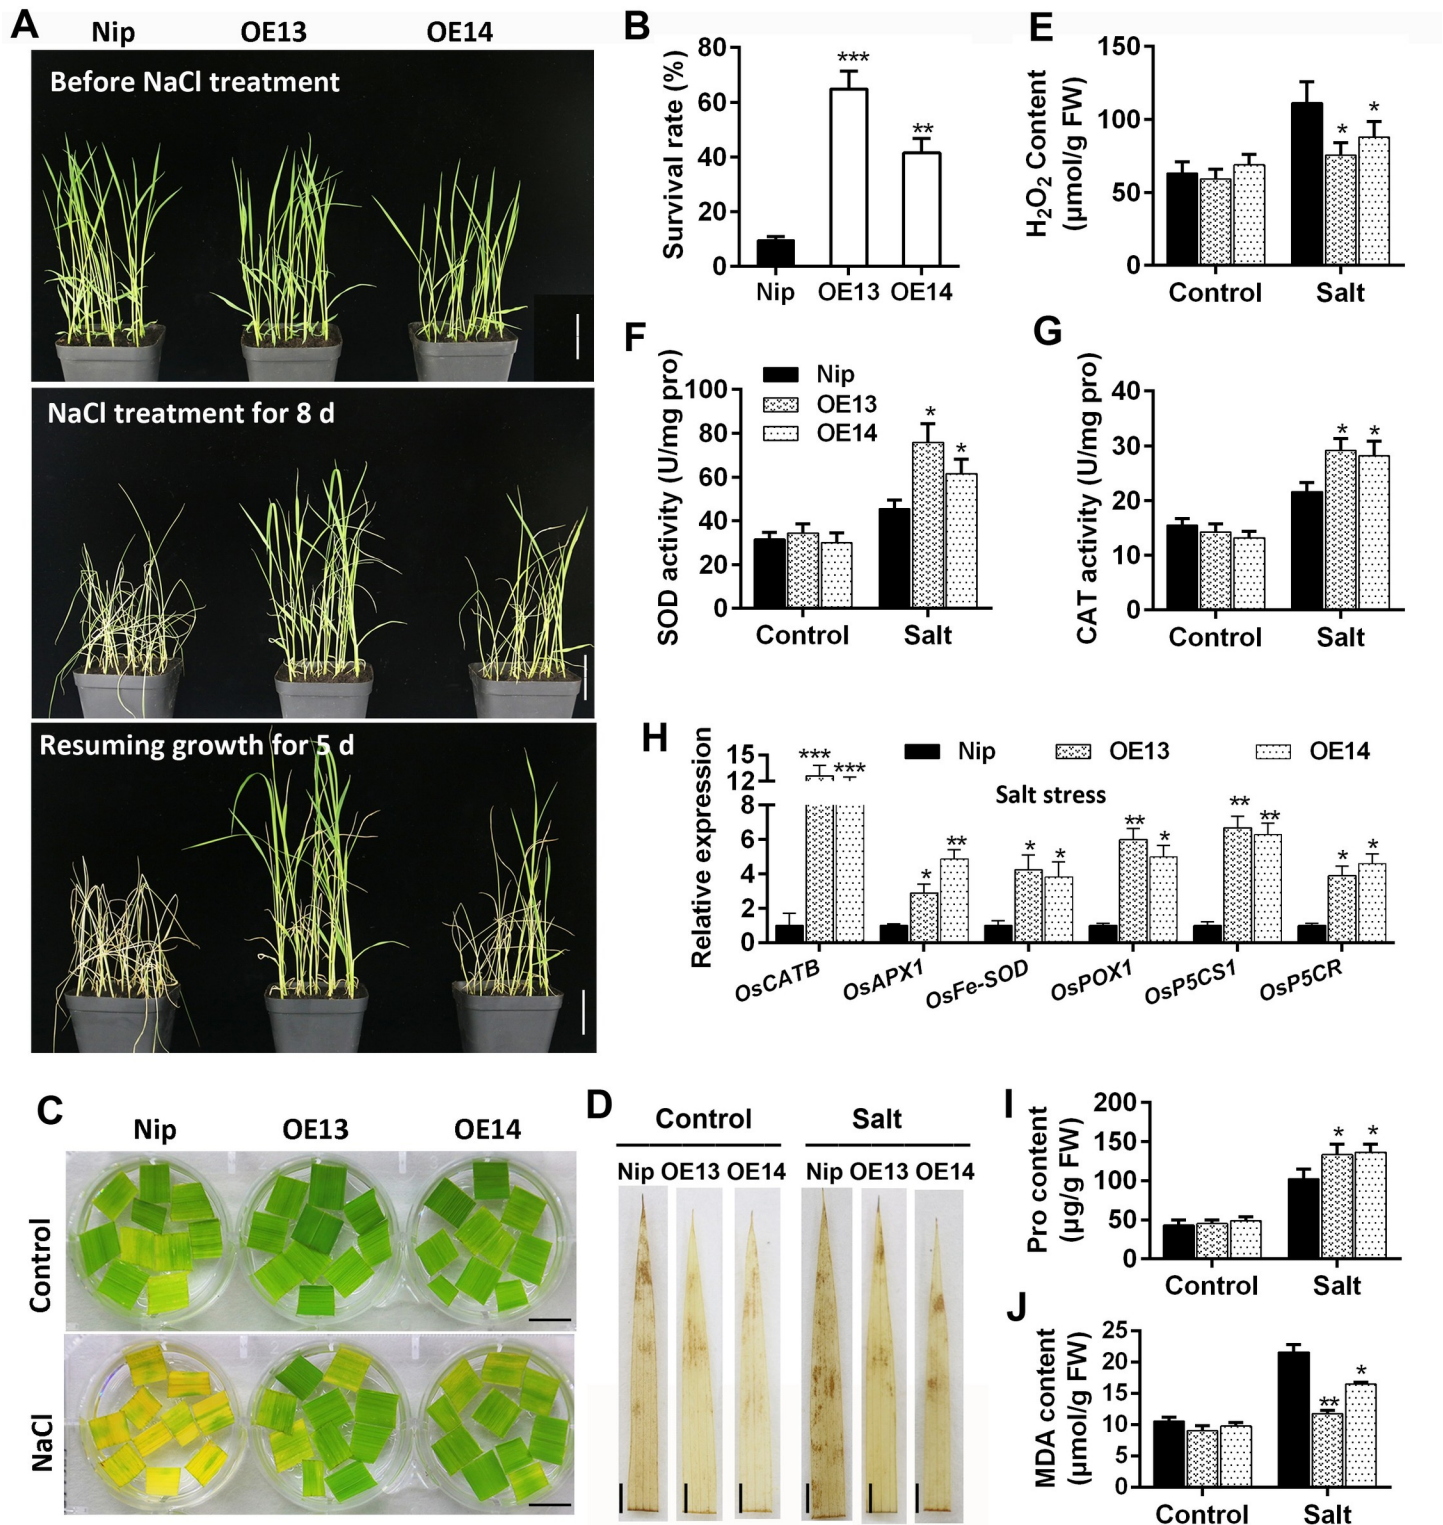 A
Nip OE13 OE14
Before NaCl treatment
NaCl treatment for 8 d
Resuming growth for 5 d
B
Survival rate (%)
80
60
40
20
0
*** **
Nip OE13 OE14
E
H₂O₂ Content
(μmol/g FW)
150
100
50
0
* *
Control Salt
F
SOD activity (U/mg pro)
100
80
60
40
20
0
Nip
OE13
OE14
* *
Control Salt
G
CAT activity (U/mg pro)
40
30
20
10
0
* *
Control Salt
H
Relative expression
15
12
8
6
4
2
0
Nip OE13 OE14
Salt stress
*** *** * ** * * ** * ** ** * *
OsCATB OsAPX1 OsFe-SOD OsPOX1 OsP5CS1 OsP5CR
C
Nip OE13 OE14
Control
NaCl
D
Control Salt
Nip OE13 OE14 Nip OE13 OE14
I
Pro content
(μg/g FW)
200
150
100
50
0
* *
Control Salt
J
MDA content
(μmol/g FW)
25
20
15
10
5
0
** *
Control Salt